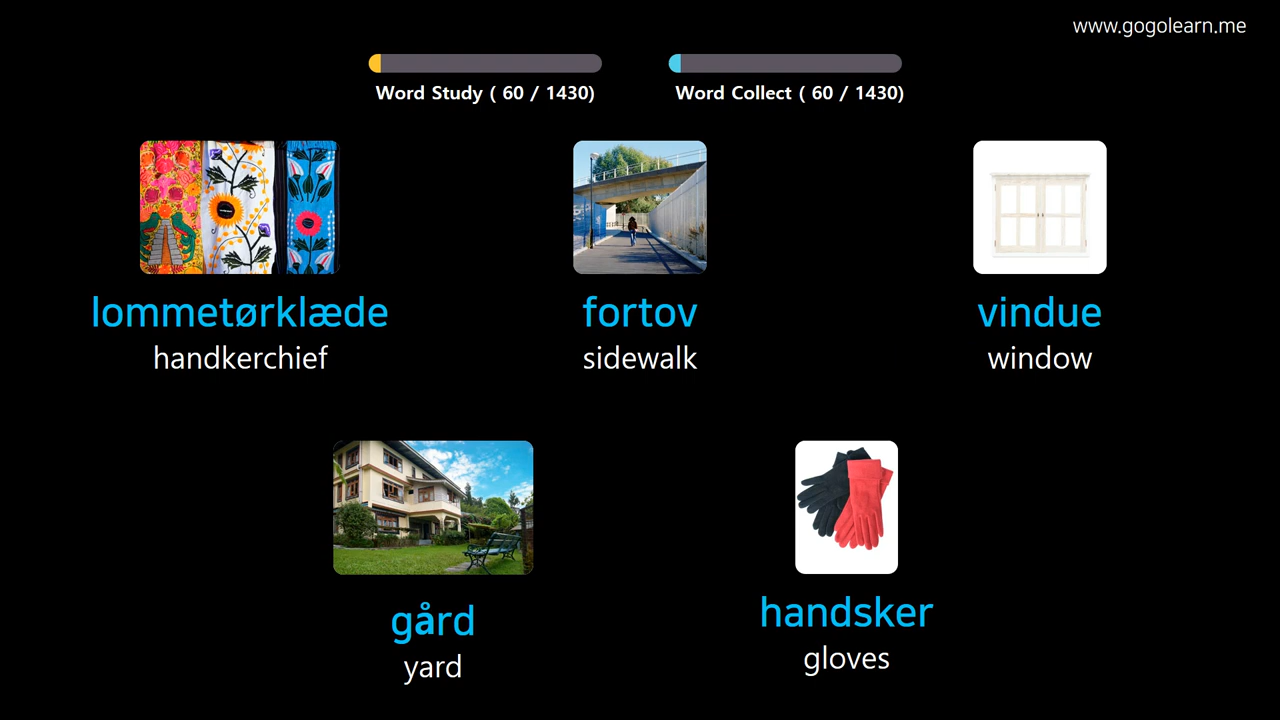 www.gogolearn.me
Word Study ( 60 / 1430)
Word Collect ( 60 / 1430)
lommetørklæde
handkerchief
fortov
sidewalk
vindue
window
gård
yard
handsker
gloves